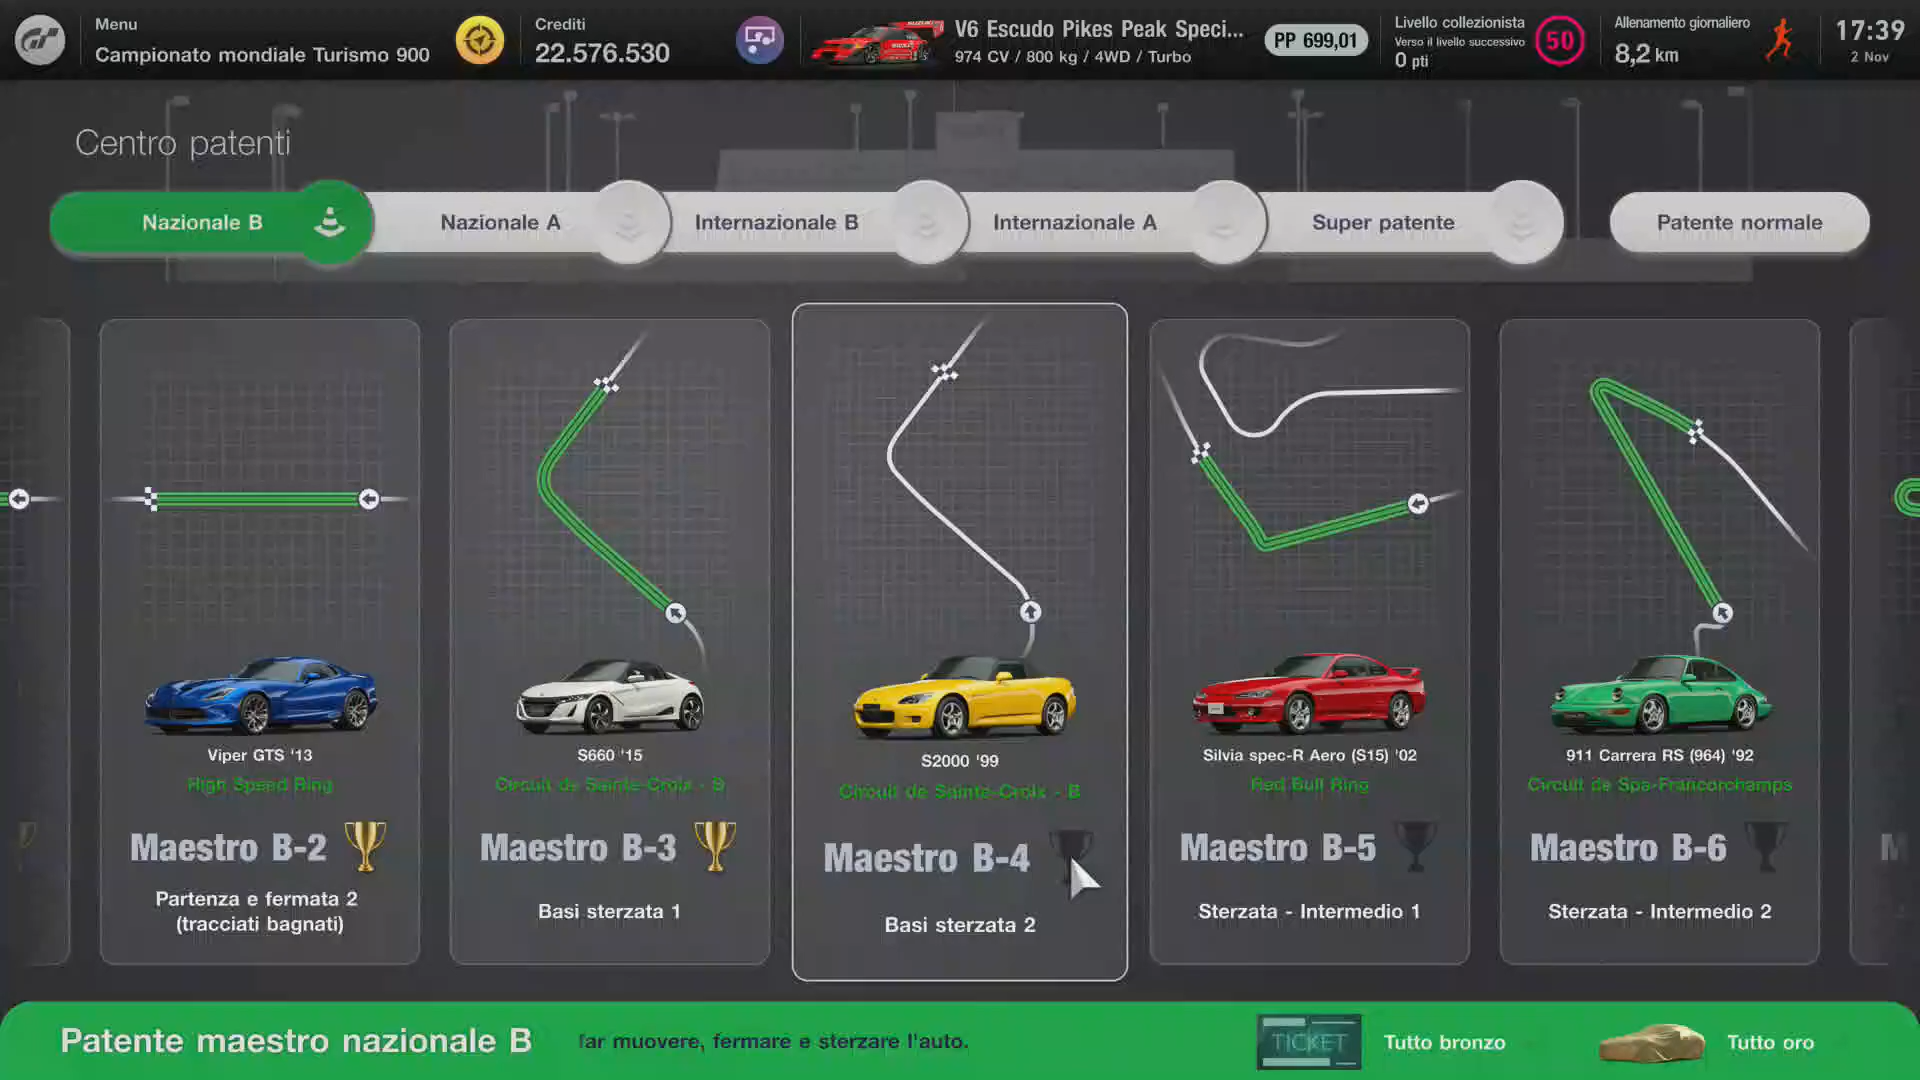 Menu
Campionato mondiale Turismo 900
Crediti
22.576.530
V6 Escudo Pikes Peak Speci...
974 CV / 800 kg / 4WD / Turbo
PP 699,01
Livello collezionista
Verso il livello successivo
0 pti
50
Allenamento giornaliero
8,2 km
17:39
2 Nov
Centro patenti
Nazionale B
Nazionale A
Internazionale B
Internazionale A
Super patente
Patente normale
Viper GTS '13
High Speed Ring
Maestro B-2
Partenza e fermata 2
(tracciati bagnati)
S660 '15
Circuit de Sainte-Croix - B
Maestro B-3
Basi sterzata 1
S2000 '99
Circuit de Sainte-Croix - B
Maestro B-4
Basi sterzata 2
Silvia spec-R Aero (S15) '02
Red Bull Ring
Maestro B-5
Sterzata - Intermedio 1
911 Carrera RS (964) '92
Circuit de Spa-Francorchamps
Maestro B-6
Sterzata - Intermedio 2
M
Patente maestro nazionale B
far muovere, fermare e sterzare l'auto.
TICKET
Tutto bronzo
Tutto oro